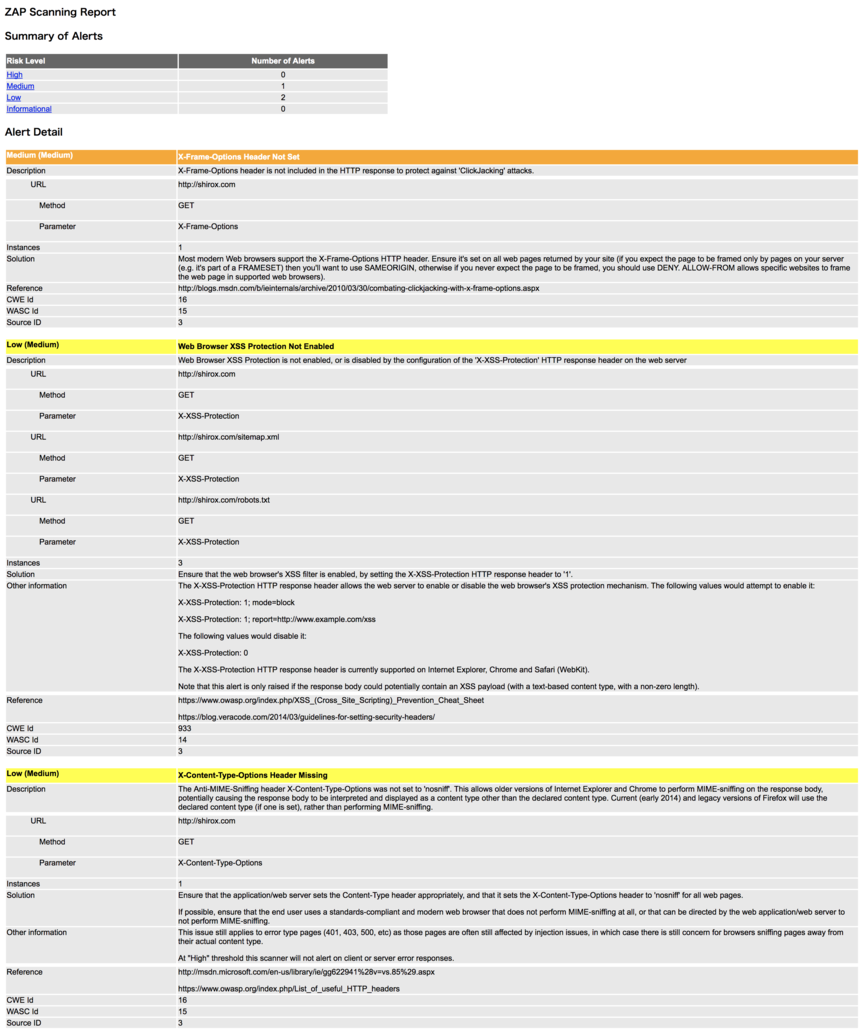 ZAP Scanning Report
Summary of Alerts
Risk Level Number of Alerts
High 0
Medium 1
Low 2
Informational 0
Alert Detail
Medium (Medium) X-Frame-Options Header Not Set
Description X-Frame-Options header is not included in the HTTP response to protect against 'ClickJacking' attacks.
URL http://shirox.com
Method GET
Parameter X-Frame-Options
Instances 1
Solution Most modern Web browsers support the X-Frame-Options HTTP header. Ensure it's set on all web pages returned by your site (if you expect the page to be framed only by pages on your server
(e.g. it's part of a FRAMESET) then you'll want to use SAMEORIGIN, otherwise if you never expect the page to be framed, you should use DENY. ALLOW-FROM allows specific websites to frame
the web page in supported web browsers).
Reference http://blogs.msdn.com/b/ieinternals/archive/2010/03/30/combating-clickjacking-with-x-frame-options.aspx
CWE Id 16
WASC Id 15
Source ID 3
Low (Medium) Web Browser XSS Protection Not Enabled
Description Web Browser XSS Protection is not enabled, or is disabled by the configuration of the 'X-XSS-Protection' HTTP response header on the web server
URL http://shirox.com
Method GET
Parameter X-XSS-Protection
URL http://shirox.com/sitemap.xml
Method GET
Parameter X-XSS-Protection
URL http://shirox.com/robots.txt
Method GET
Parameter X-XSS-Protection
Instances 3
Solution Ensure that the web browser's XSS filter is enabled, by setting the X-XSS-Protection HTTP response header to '1'.
Other information The X-XSS-Protection HTTP response header allows the web server to enable or disable the web browser's XSS protection mechanism. The following values would attempt to enable it:
X-XSS-Protection: 1; mode=block
X-XSS-Protection: 1; report=http://www.example.com/xss
The following values would disable it:
X-XSS-Protection: 0
The X-XSS-Protection HTTP response header is currently supported on Internet Explorer, Chrome and Safari (WebKit).
Note that this alert is only raised if the response body could potentially contain an XSS payload (with a text-based content type, with a non-zero length).
Reference https://www.owasp.org/index.php/XSS_(Cross_Site_Scripting)_Prevention_Cheat_Sheet
https://blog.veracode.com/2014/03/guidelines-for-setting-security-headers/
CWE Id 933
WASC Id 14
Source ID 3
Low (Medium) X-Content-Type-Options Header Missing
Description The Anti-MIME-Sniffing header X-Content-Type-Options was not set to 'nosniff'. This allows older versions of Internet Explorer and Chrome to perform MIME-sniffing on the response body,
potentially causing the response body to be interpreted and displayed as a content type other than the declared content type. Current (early 2014) and legacy versions of Firefox will use the
declared content type (if one is set), rather than performing MIME-sniffing.
URL http://shirox.com
Method GET
Parameter X-Content-Type-Options
Instances 1
Solution Ensure that the application/web server sets the Content-Type header appropriately, and that it sets the X-Content-Type-Options header to 'nosniff' for all web pages.
If possible, ensure that the end user uses a standards-compliant and modern web browser that does not perform MIME-sniffing at all, or that can be directed by the web application/web server to
not perform MIME-sniffing.
Other information This issue still applies to error type pages (401, 403, 500, etc) as those pages are often still affected by injection issues, in which case there is still concern for browsers sniffing pages away from
their actual content type.
At "High" threshold this scanner will not alert on client or server error responses.
Reference http://msdn.microsoft.com/en-us/library/ie/gg622941%28v=vs.85%29.aspx
https://www.owasp.org/index.php/List_of_useful_HTTP_headers
CWE Id 16
WASC Id 15
Source ID 3